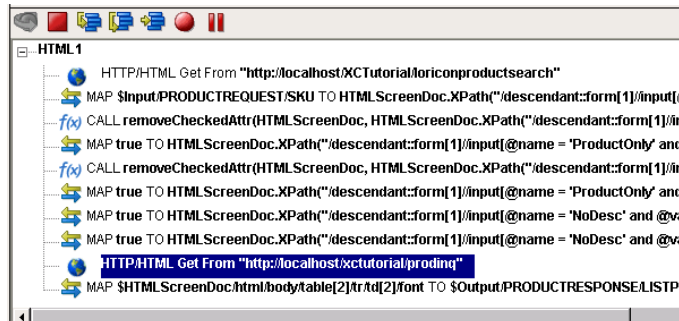 HTML1
HTTP/HTML Get From "http://localhost/XCTutorial/loriconproductsearch"
MAP $Input/PRODUCTREQUEST/SKU TO HTMLScreenDoc.XPath("/descendant::form[1]//input[@
f(x) CALL removeCheckedAttr(HTMLScreenDoc, HTMLScreenDoc.XPath("/descendant::form[1]//i
MAP true TO HTMLScreenDoc.XPath("/descendant::form[1]//input[@name = 'ProductOnly' and
f(x) CALL removeCheckedAttr(HTMLScreenDoc, HTMLScreenDoc.XPath("/descendant::form[1]//i
MAP true TO HTMLScreenDoc.XPath("/descendant::form[1]//input[@name = 'ProductOnly' and
MAP true TO HTMLScreenDoc.XPath("/descendant::form[1]//input[@name = 'NoDesc' and @va
MAP true TO HTMLScreenDoc.XPath("/descendant::form[1]//input[@name = 'NoDesc' and @va
HTTP/HTML Get From "http://localhost/xctutorial/prodinq"
MAP $HTMLScreenDoc/html/body/table[2]/tr/td[2]/font TO $Output/PRODUCTRESPONSE/LISTP